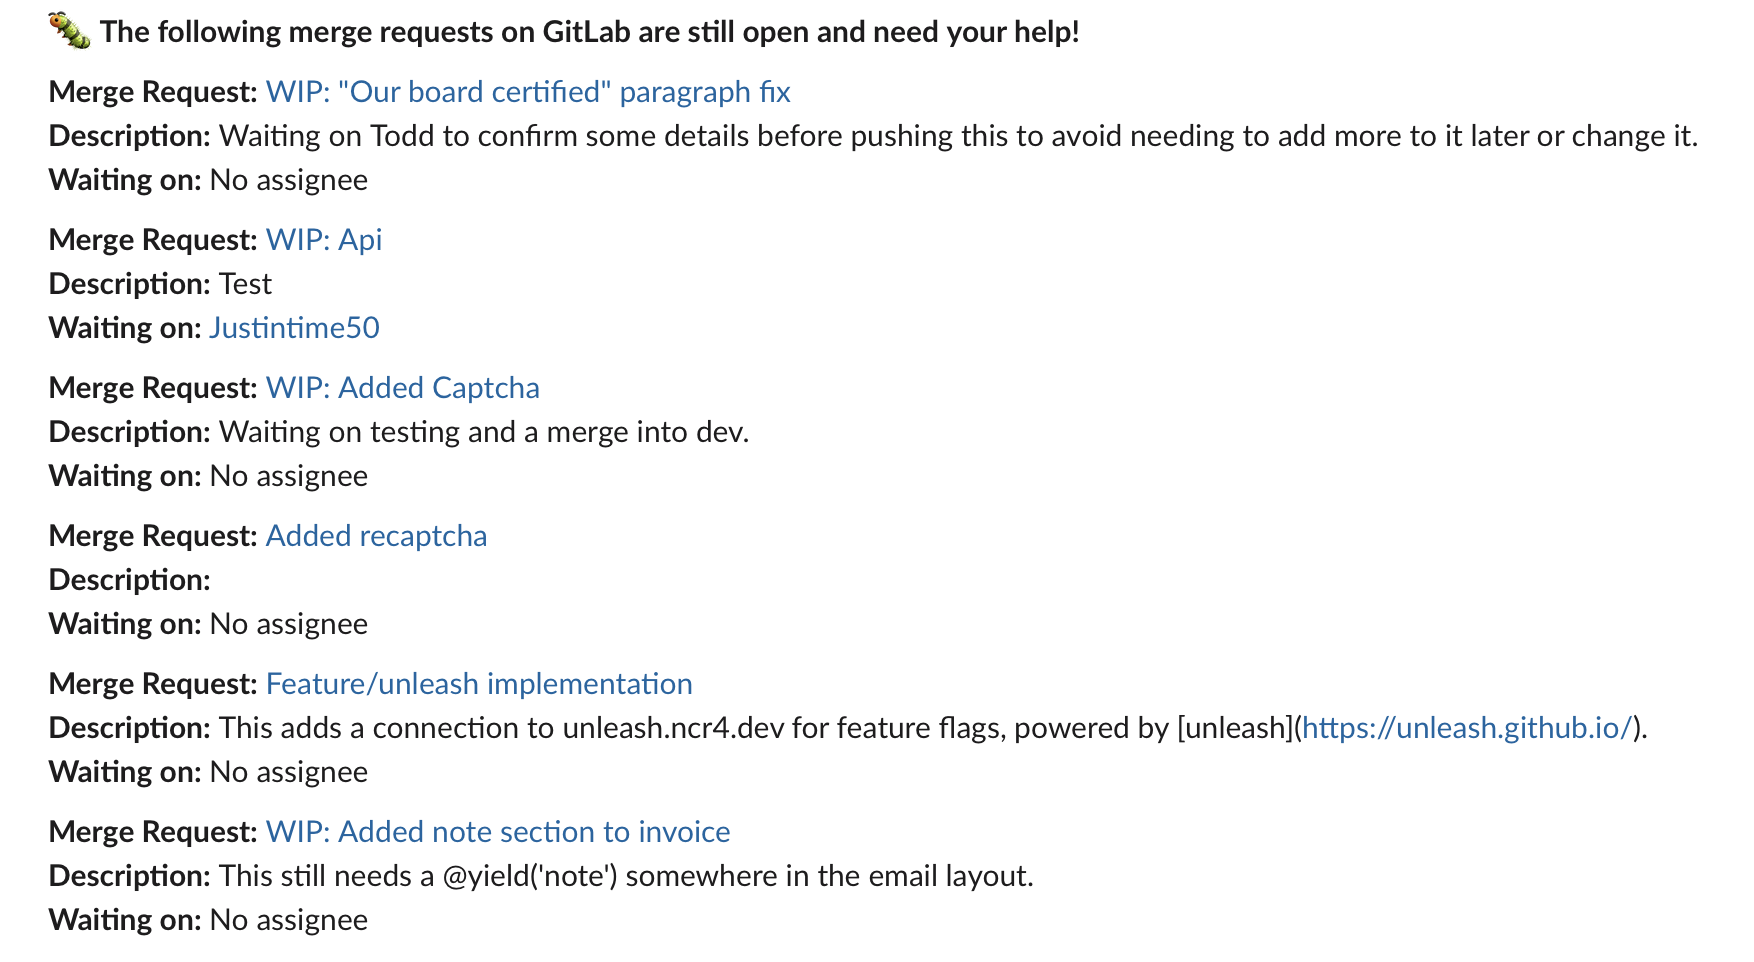 The following merge requests on GitLab are still open and need your help!
Merge Request: WIP: "Our board certified" paragraph fix
Description: Waiting on Todd to confirm some details before pushing this to avoid needing to add more to it later or change it.
Waiting on: No assignee
Merge Request: WIP: Api
Description: Test
Waiting on: Justintime50
Merge Request: WIP: Added Captcha
Description: Waiting on testing and a merge into dev.
Waiting on: No assignee
Merge Request: Added recaptcha
Description:
Waiting on: No assignee
Merge Request: Feature/unleash implementation
Description: This adds a connection to unleash.ncr4.dev for feature flags, powered by [unleash](https://unleash.github.io/).
Waiting on: No assignee
Merge Request: WIP: Added note section to invoice
Description: This still needs a @yield('note') somewhere in the email layout.
Waiting on: No assignee